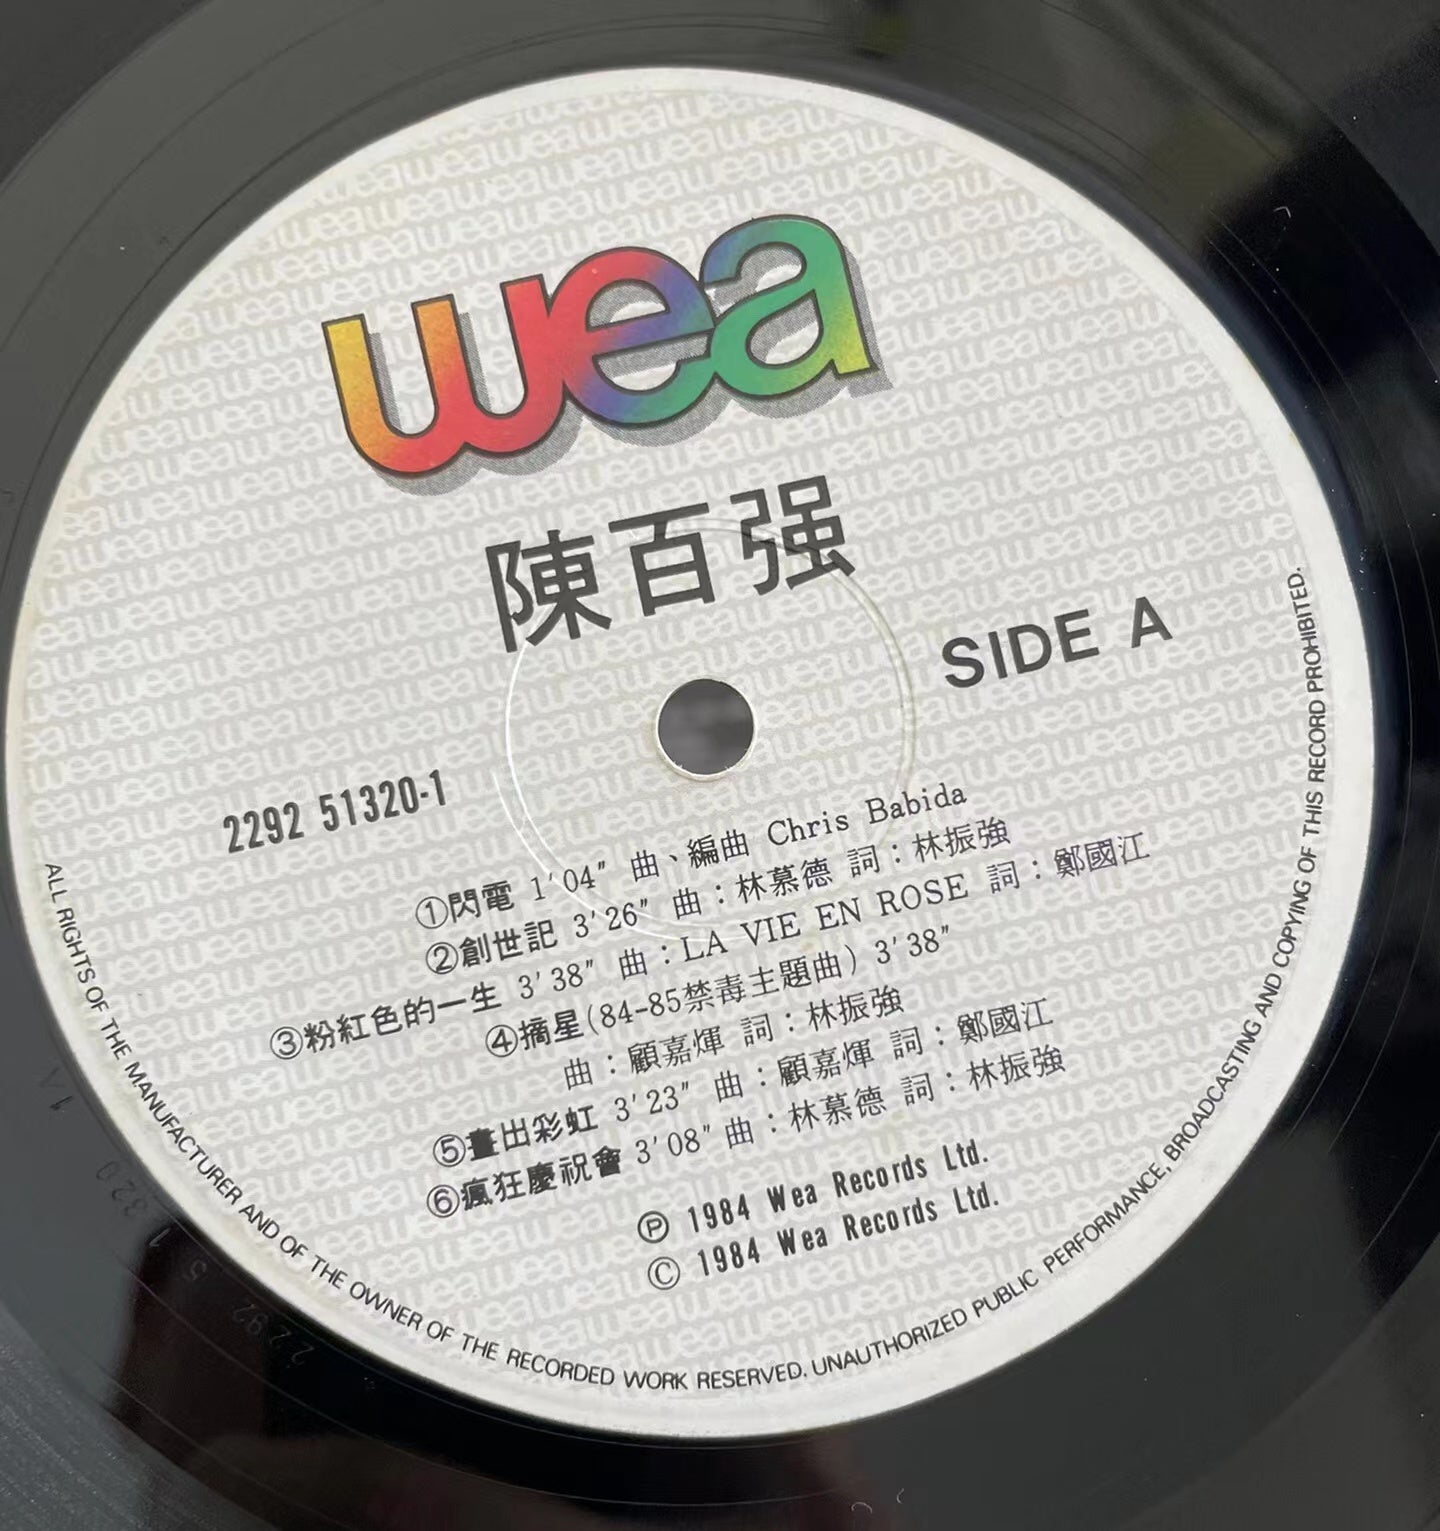 wea
陳百强
SIDE A
2292 51320-1
①閃電 1'04" 曲、編曲 Chris Babida
②創世記 3'26" 曲：林慕德 詞：林振強
③粉紅色的一生 3'38" 曲：LA VIE EN ROSE 詞：鄭國江
④摘星(84-85禁毒主題曲) 3'38"
曲：顧嘉煇 詞：林振強
⑤畫出彩虹 3'23" 曲：顧嘉煇 詞：鄭國江
⑥瘋狂慶祝會 3'08" 曲：林慕德 詞：林振強
Ⓟ 1984 Wea Records Ltd.
© 1984 Wea Records Ltd.
ALL RIGHTS OF THE MANUFACTURER AND OF THE OWNER OF THE RECORDED WORK RESERVED. UNAUTHORIZED PUBLIC PERFORMANCE, BROADCASTING AND COPYING OF THIS RECORD PROHIBITED.